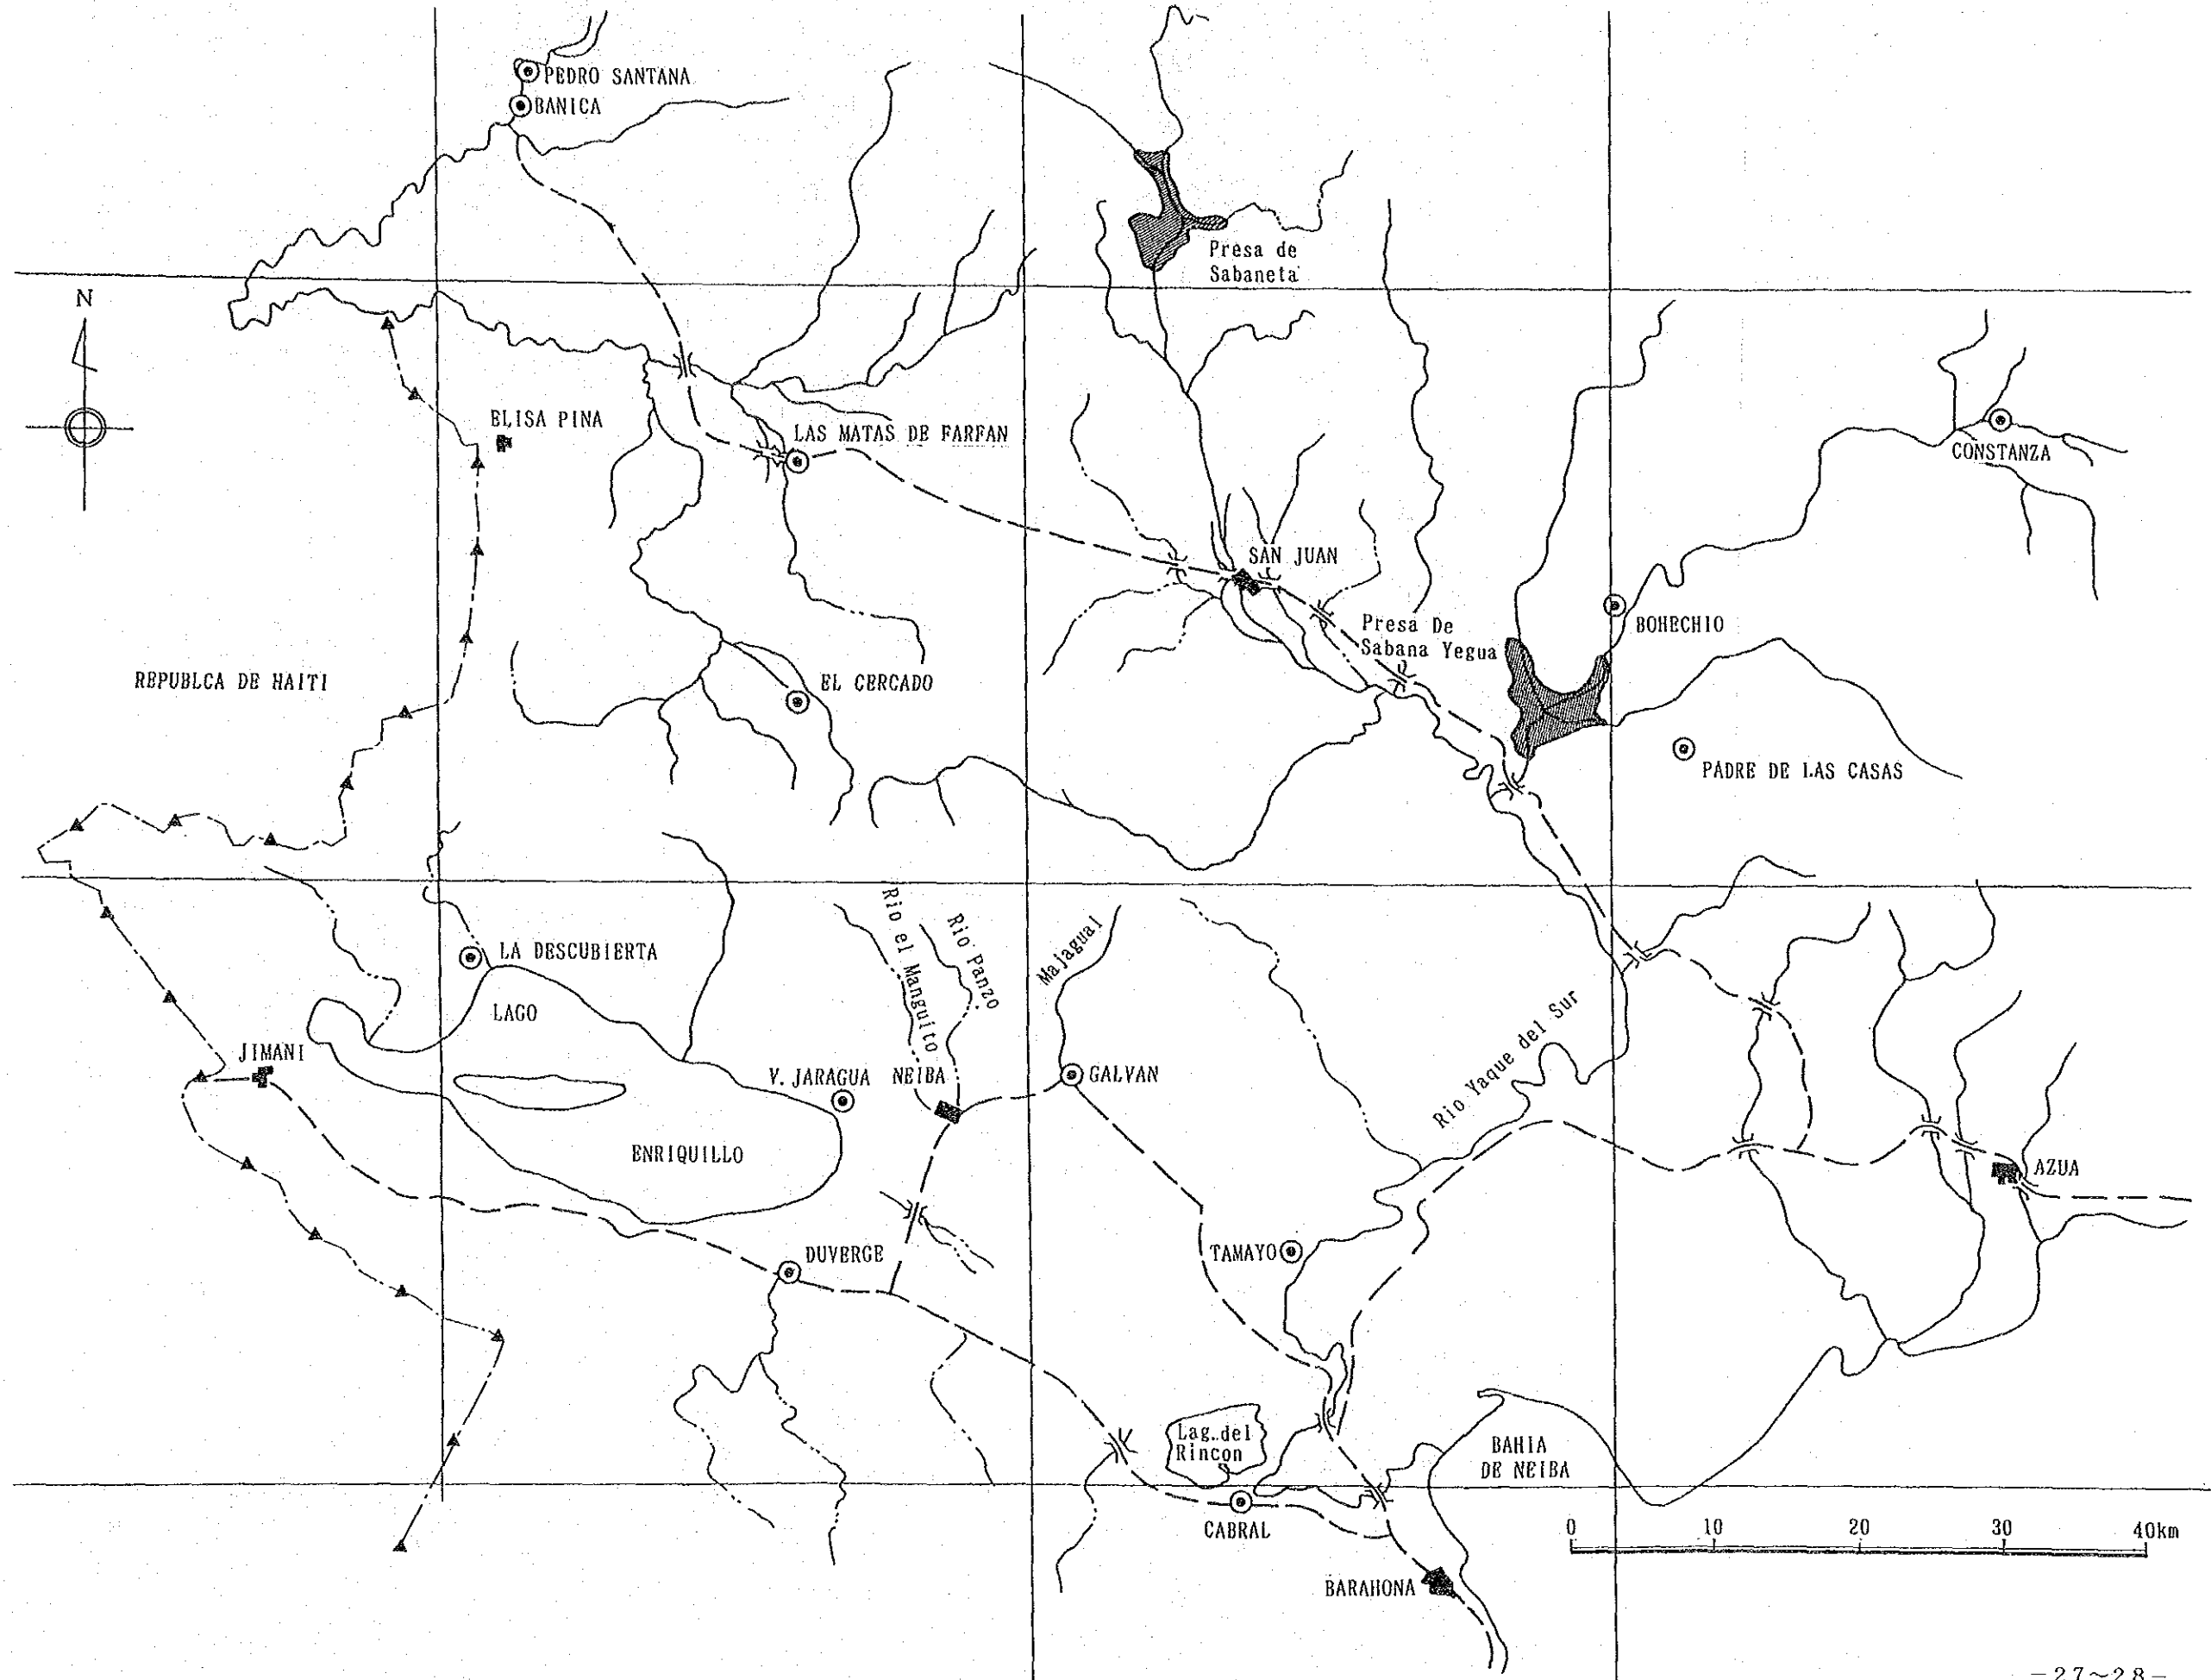 PEDRO SANTANA
BANICA
Presa de
Sabaneta
N
ELISA PINA
LAS MATAS DE FARFAN
CONSTANZA
SAN JUAN
Presa De
Sabana Yegua
BOHECHIO
REPUBLCA DE HAITI
EL CERCADO
PADRE DE LAS CASAS
Rio el Manguito
Rio Panzo
Majagual
LA DESCUBIERTA
LAGO
Rio Yaque del Sur
JIMANI
V. JARAGUA
NEIBA
GALVAN
ENRIQUILLO
AZUA
DUVERGE
TAMAYO
Lag. del
Rincon
BAHIA
DE NEIBA
CABRAL
0 10 20 30 40km
BARAHONA
-27~28-